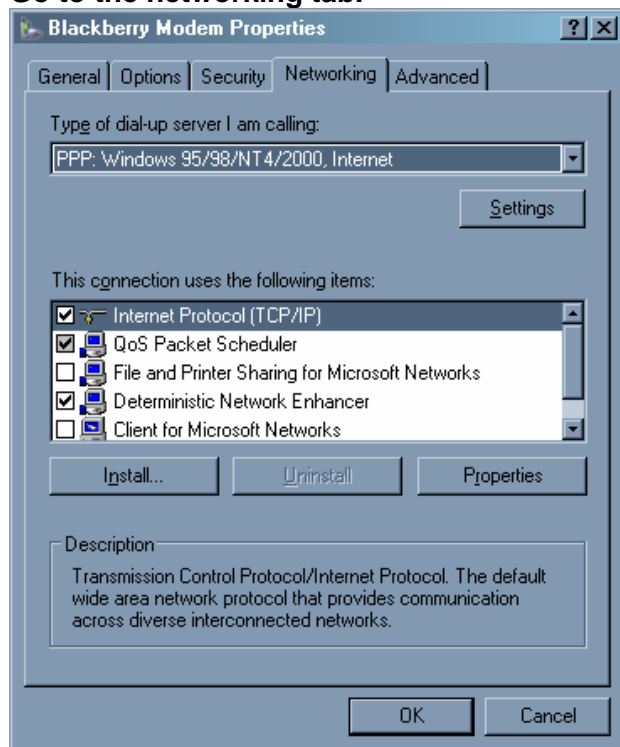 Go to the networking tab.
Blackberry Modem Properties
General Options Security Networking Advanced
Type of dial-up server I am calling:
PPP: Windows 95/98/NT4/2000, Internet
Settings
This connection uses the following items:
Internet Protocol (TCP/IP)
QoS Packet Scheduler
File and Printer Sharing for Microsoft Networks
Deterministic Network Enhancer
Client for Microsoft Networks
Install... Uninstall Properties
Description
Transmission Control Protocol/Internet Protocol. The default
wide area network protocol that provides communication
across diverse interconnected networks.
OK Cancel